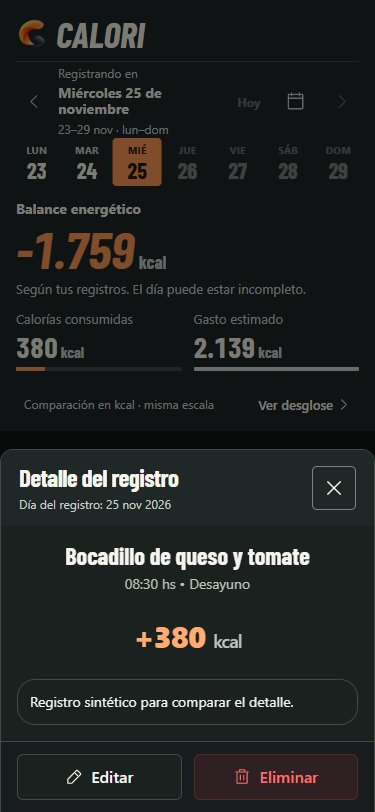 CALORI
Registrando en
Miércoles 25 de
noviembre
23–29 nov · lun–dom
Hoy
LUN MAR MIÉ JUE VIE SÁB DOM
23 24 25 26 27 28 29
Balance energético
-1.759 kcal
Según tus registros. El día puede estar incompleto.
Calorías consumidas Gasto estimado
380 kcal 2.139 kcal
Comparación en kcal · misma escala Ver desglose
Detalle del registro
Día del registro: 25 nov 2026
Bocadillo de queso y tomate
08:30 hs • Desayuno
+380 kcal
Registro sintético para comparar el detalle.
Editar Eliminar